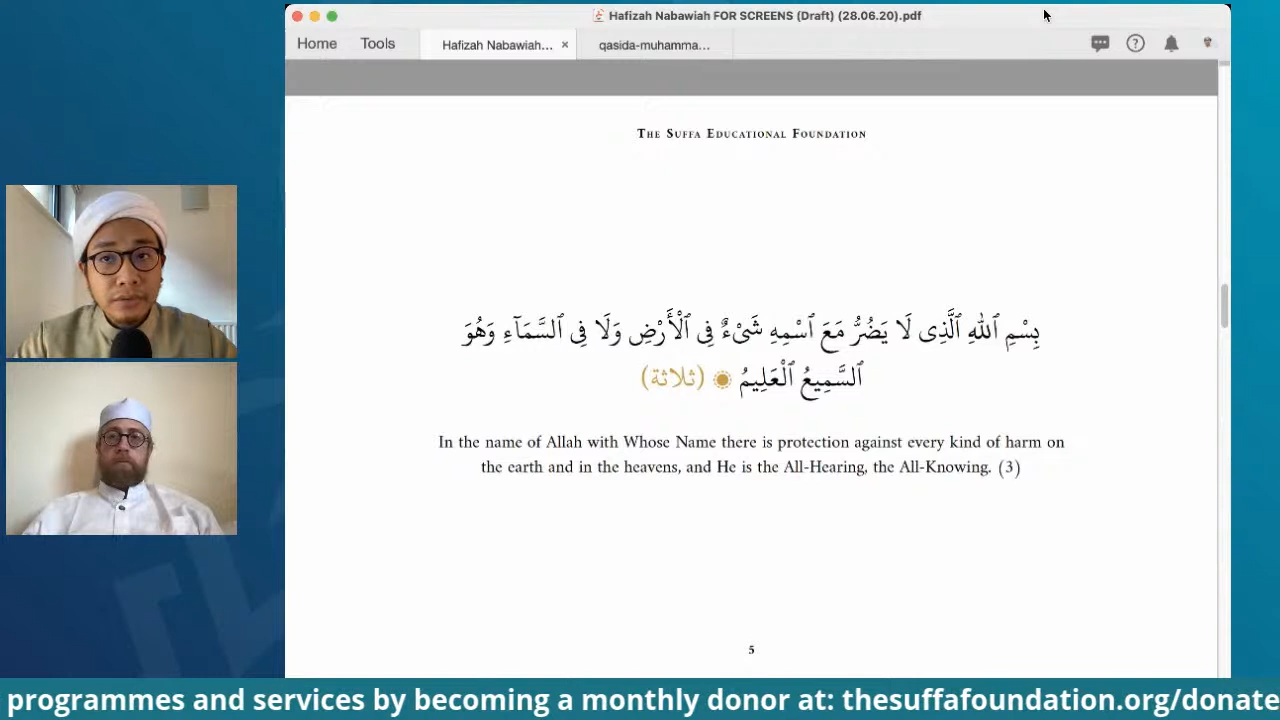 Hafizah Nabawiah FOR SCREENS (Draft) (28.06.20).pdf
Home Tools Hafizah Nabawiah... × qasida-muhamma...
THE SUFFA EDUCATIONAL FOUNDATION
بِسْمِ ٱللهِ ٱلَّذِى لَا يَضُرُّ مَعَ ٱسْمِهِ شَىْءٌ فِى ٱلْأَرْضِ وَلَا فِى ٱلسَّمَآءِ وَهُوَ
ٱلسَّمِيعُ ٱلْعَلِيمُ (ثلاثة)
In the name of Allah with Whose Name there is protection against every kind of harm on
the earth and in the heavens, and He is the All-Hearing, the All-Knowing. (3)
5
programmes and services by becoming a monthly donor at: thesuffafoundation.org/donate